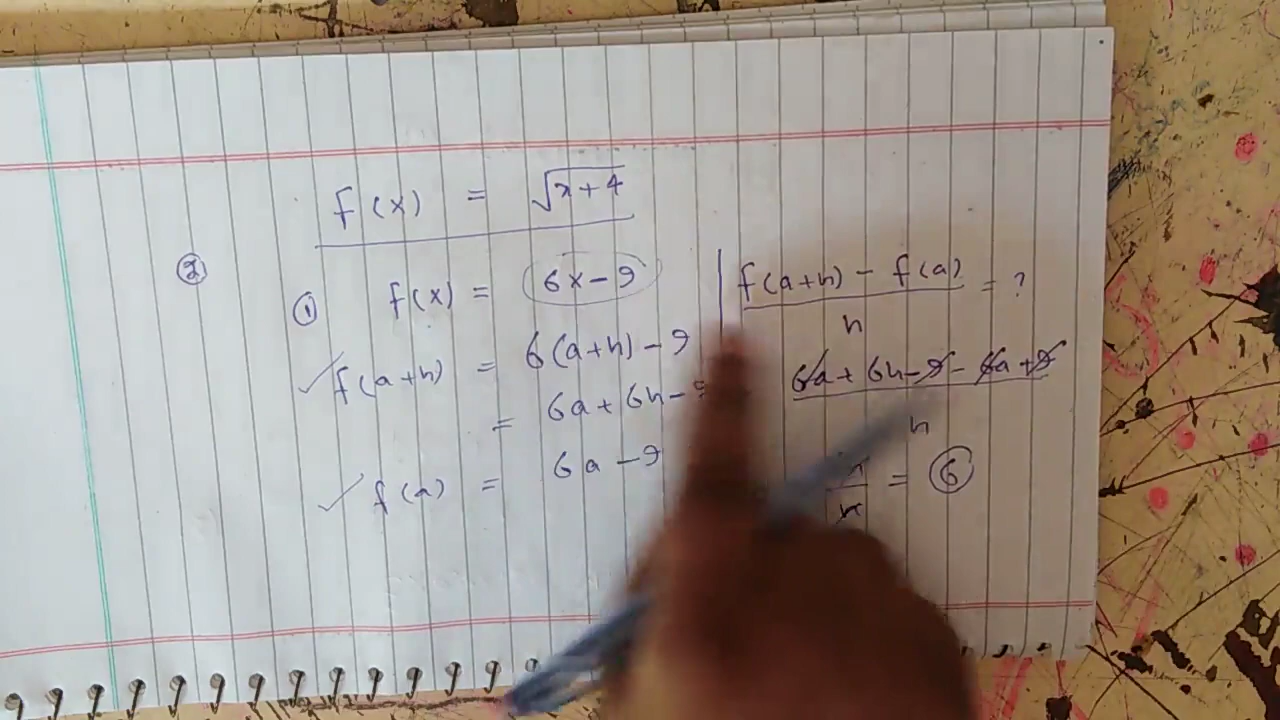 f(x) = √x+4
②
① f(x) = 6x-9
f(a+h) = 6(a+h)-9
= 6a+6h-
f(a) = 6a-9
f(a+h) - f(a) = ?
h
6a+6h-9-6a+9
h
= 6
h